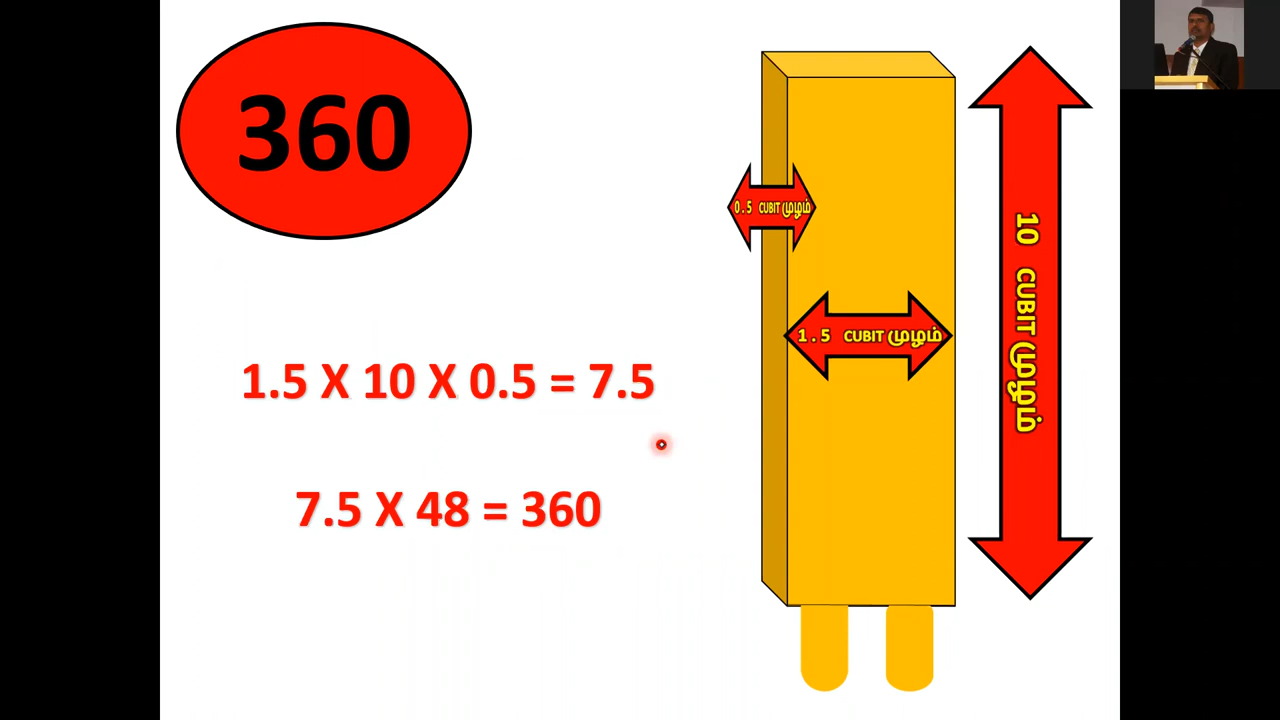 360
0.5 CUBIT முழம்
1.5 CUBIT முழம்
10 CUBIT முழம்
1.5 X 10 X 0.5 = 7.5
7.5 X 48 = 360